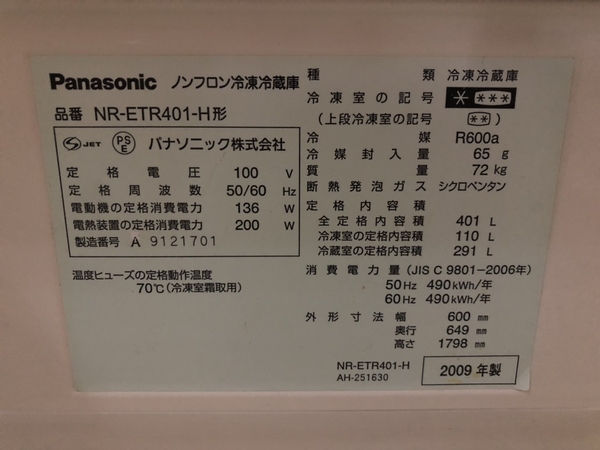 Panasonic ノンフロン冷凍冷蔵庫
品番 NR-ETR401-H形
S JET PS E パナソニック株式会社
定格電圧 100 V
定格周波数 50/60 Hz
電動機の定格消費電力 136 W
電熱装置の定格消費電力 200 W
製造番号 A 9121701
温度ヒューズの定格動作温度
70℃(冷凍室霜取用)
種類 冷凍冷蔵庫
冷凍室の記号 * ***
(上段冷凍室の記号 **)
冷媒 R600a
冷媒封入量 65 g
質量 72 kg
断熱発泡ガス シクロペンタン
定格内容積
全定格内容積 401 L
冷凍室の定格内容積 110 L
冷蔵室の定格内容積 291 L
消費電力量(JIS C 9801-2006年)
50Hz 490kWh/年
60Hz 490kWh/年
外形寸法 幅 600 mm
奥行 649 mm
高さ 1798 mm
NR-ETR401-H
AH-251630
2009年製